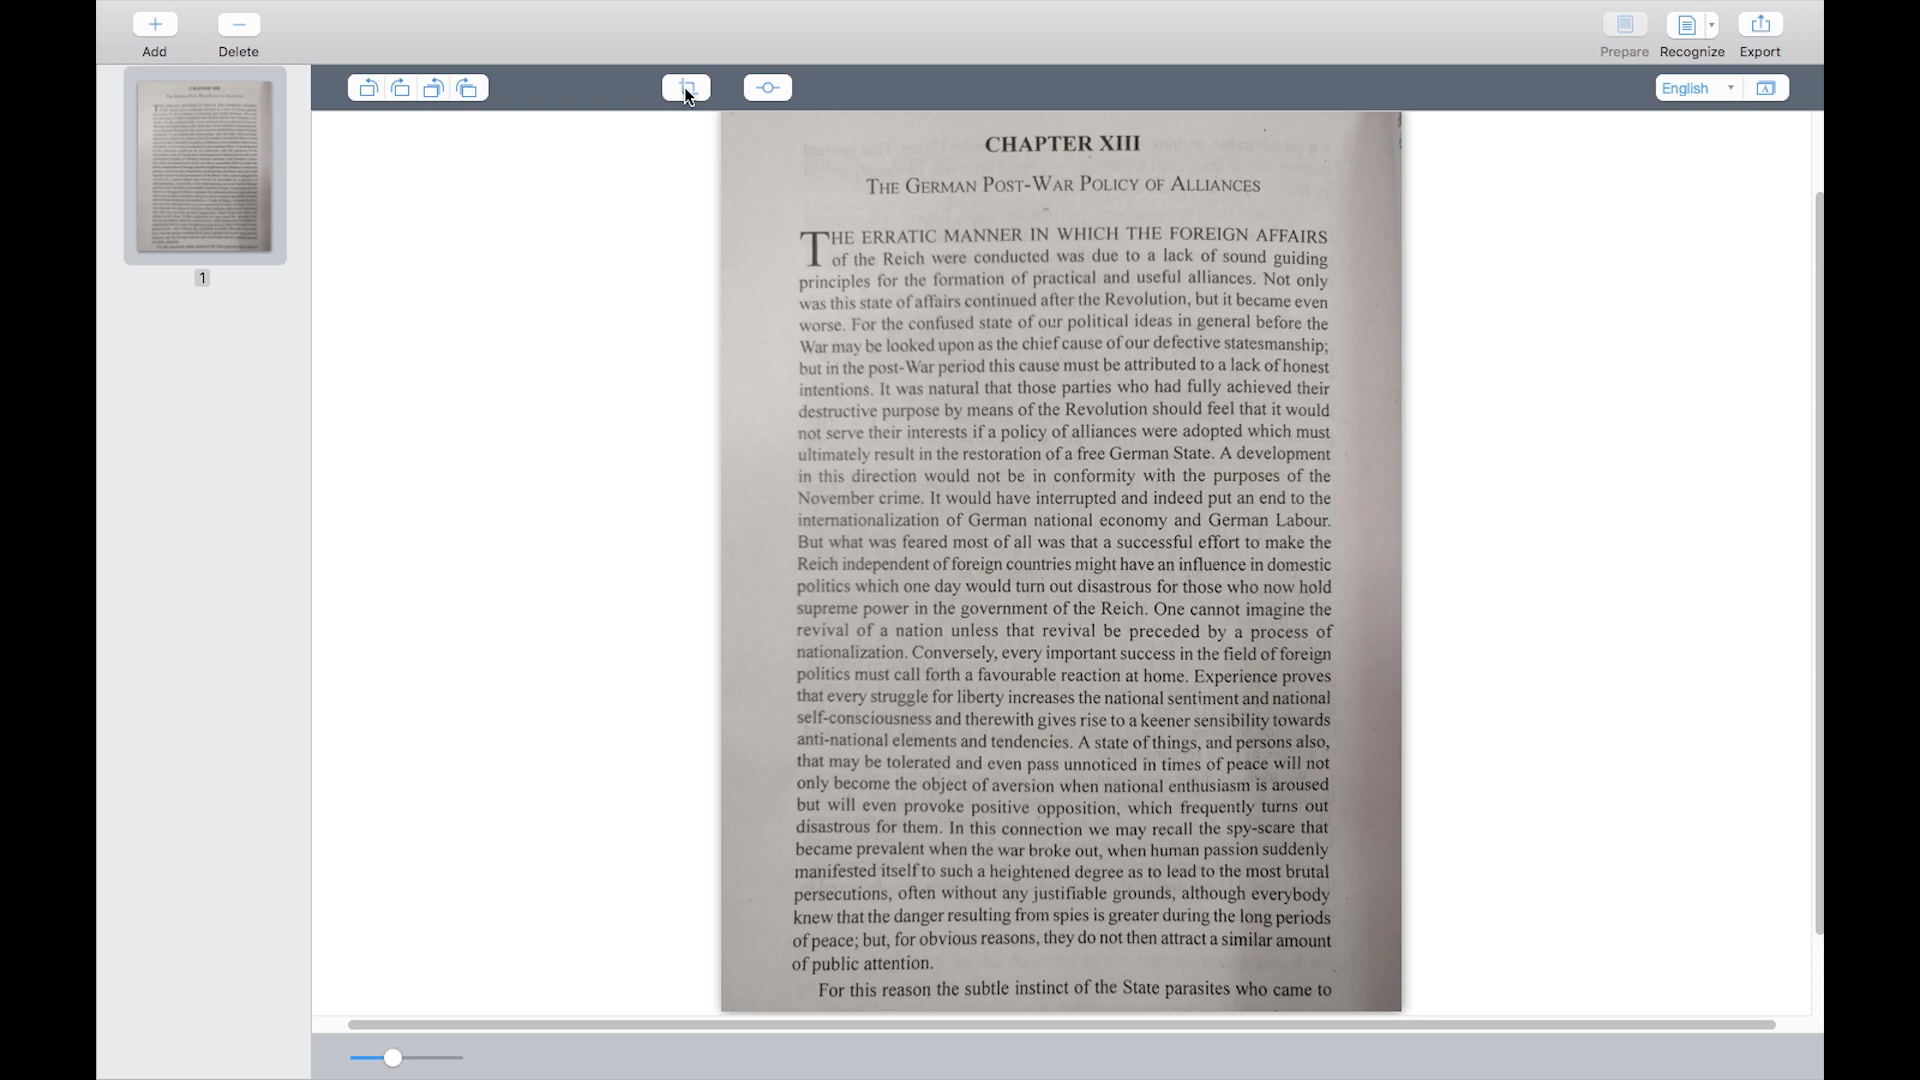 Add
Delete
Prepare
Recognize
Export
English
A
1
CHAPTER XIII
THE GERMAN POST-WAR POLICY OF ALLIANCES
THE ERRATIC MANNER IN WHICH THE FOREIGN AFFAIRS
of the Reich were conducted was due to a lack of sound guiding
principles for the formation of practical and useful alliances. Not only
was this state of affairs continued after the Revolution, but it became even
worse. For the confused state of our political ideas in general before the
War may be looked upon as the chief cause of our defective statesmanship;
but in the post-War period this cause must be attributed to a lack of honest
intentions. It was natural that those parties who had fully achieved their
destructive purpose by means of the Revolution should feel that it would
not serve their interests if a policy of alliances were adopted which must
ultimately result in the restoration of a free German State. A development
in this direction would not be in conformity with the purposes of the
November crime. It would have interrupted and indeed put an end to the
internationalization of German national economy and German Labour.
But what was feared most of all was that a successful effort to make the
Reich independent of foreign countries might have an influence in domestic
politics which one day would turn out disastrous for those who now hold
supreme power in the government of the Reich. One cannot imagine the
revival of a nation unless that revival be preceded by a process of
nationalization. Conversely, every important success in the field of foreign
politics must call forth a favourable reaction at home. Experience proves
that every struggle for liberty increases the national sentiment and national
self-consciousness and therewith gives rise to a keener sensibility towards
anti-national elements and tendencies. A state of things, and persons also,
that may be tolerated and even pass unnoticed in times of peace will not
only become the object of aversion when national enthusiasm is aroused
but will even provoke positive opposition, which frequently turns out
disastrous for them. In this connection we may recall the spy-scare that
became prevalent when the war broke out, when human passion suddenly
manifested itself to such a heightened degree as to lead to the most brutal
persecutions, often without any justifiable grounds, although everybody
knew that the danger resulting from spies is greater during the long periods
of peace; but, for obvious reasons, they do not then attract a similar amount
of public attention.
For this reason the subtle instinct of the State parasites who came to